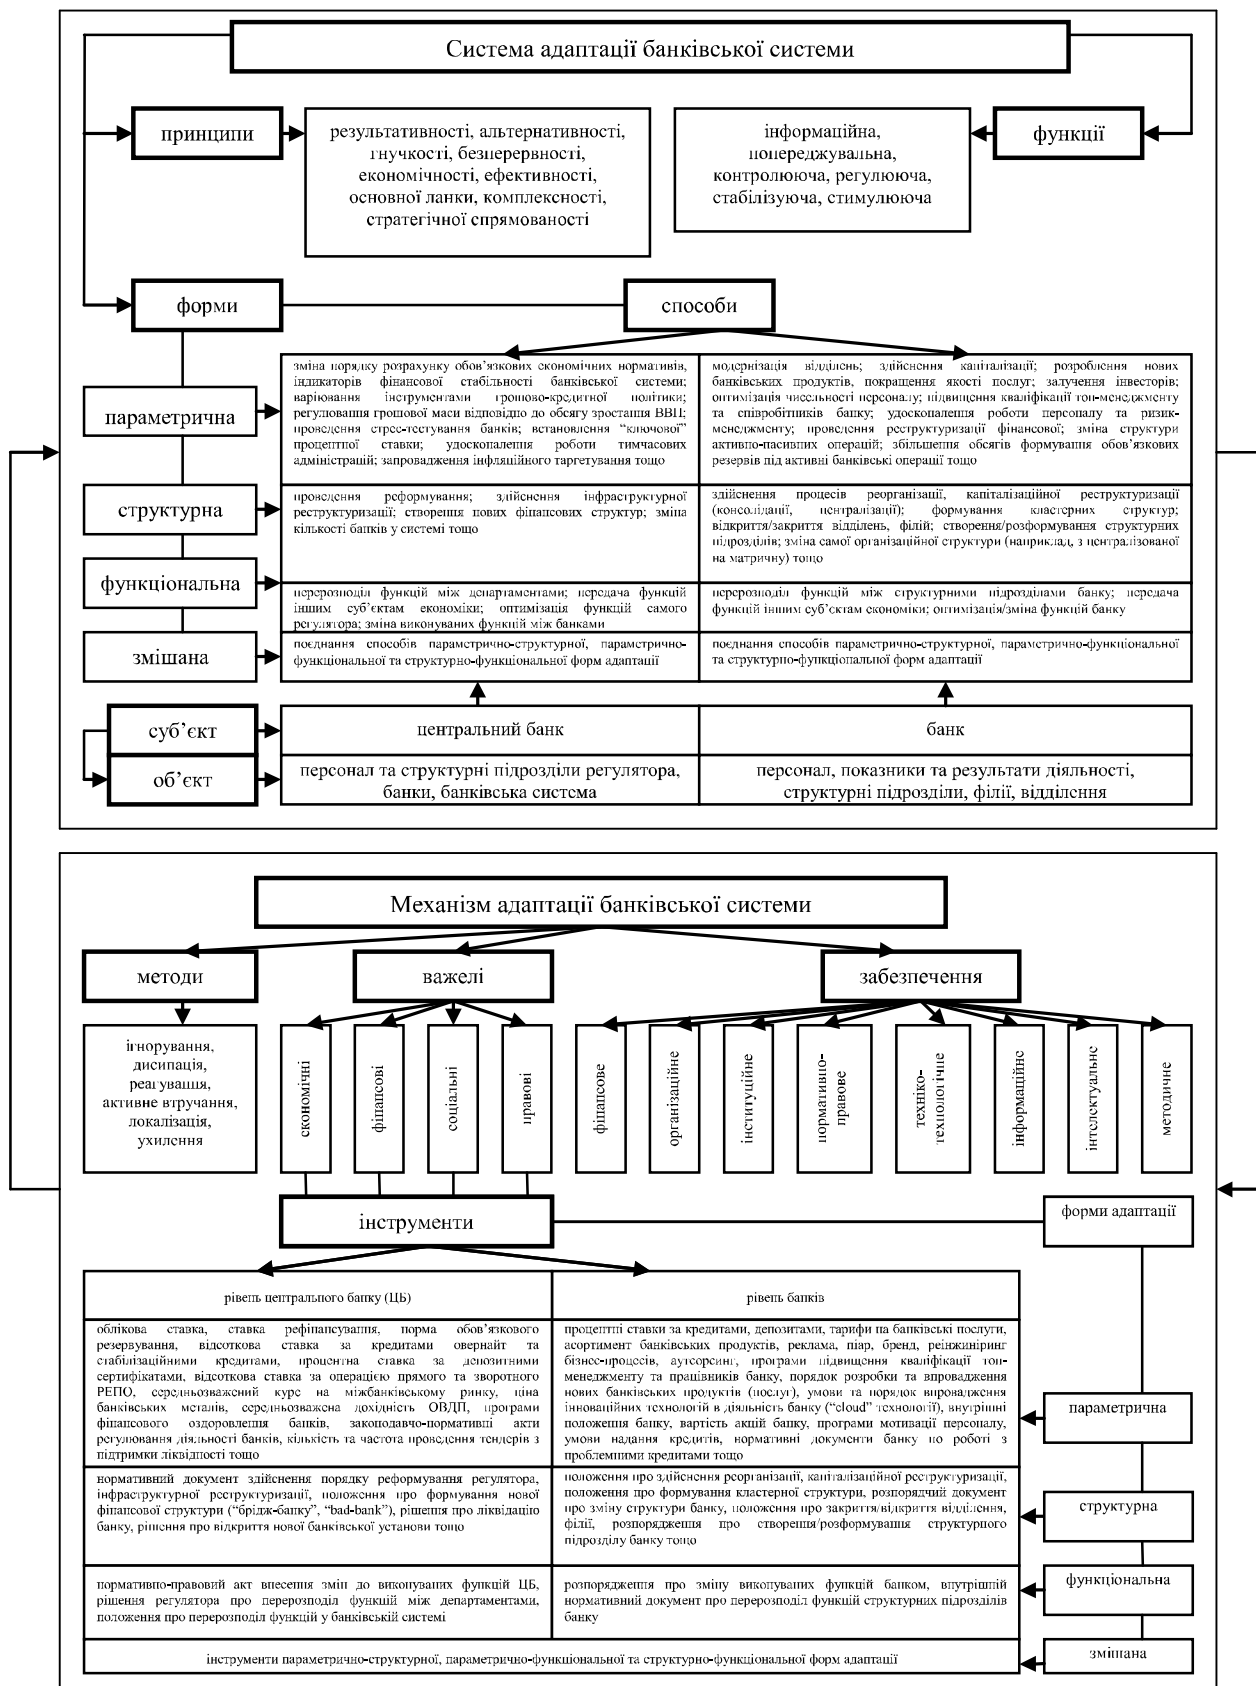 Система адаптації банківської системи
принципи
результативності, альтернативності,
гнучкості, безперервності,
економічності, ефективності,
основної ланки, комплексності,
стратегічної спрямованості
інформаційна,
попереджувальна,
контролююча, регулююча,
стабілізуюча, стимулююча
функції
форми
способи
параметрична
зміна порядку розрахунку обов’язкових економічних нормативів,
індикаторів фінансової стабільності банківської системи;
варіювання інструментами грошово-кредитної політики;
регулювання грошової маси відповідно до обсягу зростання ВВП;
проведення стрес-тестування банків; встановлення “ключової”
процентної ставки; удосконалення роботи тимчасових
адміністрацій; запровадження інфляційного таргетування тощо
модернізація відділень; здійснення капіталізації; розроблення нових
банківських продуктів, покращення якості послуг; залучення інвесторів;
оптимізація чисельності персоналу; підвищення кваліфікації топ-менеджменту
та співробітників банку; удосконалення роботи персоналу та ризик-
менеджменту; проведення реструктуризації фінансової; зміна структури
активно-пасивних операцій; збільшення обсягів формування обов’язкових
резервів під активні банківські операції тощо
структурна
проведення реформування; здійснення інфраструктурної
реструктуризації; створення нових фінансових структур; зміна
кількості банків у системі тощо
здійснення процесів реорганізації, капіталізаційної реструктуризації
(консолідації, централізації); формування кластерних структур;
відкриття/закриття відділень, філій; створення/розформування структурних
підрозділів; зміна самої організаційної структури (наприклад, з централізованої
на матричну) тощо
функціональна
перерозподіл функцій між департаментами; передача функцій
іншим суб’єктам економіки; оптимізація функцій самого
регулятора; зміна виконуваних функцій між банками
перерозподіл функцій між структурними підрозділами банку; передача
функцій іншим суб’єктам економіки; оптимізація/зміна функцій банку
змішана
поєднання способів параметрично-структурної, параметрично-
функціональної та структурно-функціональної форм адаптації
поєднання способів параметрично-структурної, параметрично-функціональної
та структурно-функціональної форм адаптації
суб’єкт
центральний банк
банк
об’єкт
персонал та структурні підрозділи регулятора,
банки, банківська система
персонал, показники та результати діяльності,
структурні підрозділи, філії, відділення
Механізм адаптації банківської системи
методи
важелі
забезпечення
ігнорування,
дисипація,
реагування,
активне втручання,
локалізація,
ухилення
економічні
фінансові
соціальні
правові
фінансове
організаційне
інституційне
нормативно-
правове
техніко-
технологічне
інформаційне
інтелектуальне
методичне
інструменти
форми адаптації
рівень центрального банку (ЦБ)
рівень банків
облікова ставка, ставка рефінансування, норма обов’язкового
резервування, відсоткова ставка за кредитами овернайт та
стабілізаційними кредитами, процентна ставка за депозитними
сертифікатами, відсоткова ставка за операцією прямого та зворотного
РЕПО, середньозважений курс на міжбанківському ринку, ціна
банківських металів, середньозважена дохідність ОВДП, програми
фінансового оздоровлення банків, законодавчо-нормативні акти
регулювання діяльності банків, кількість та частота проведення тендерів з
підтримки ліквідності тощо
процентні ставки за кредитами, депозитами, тарифи на банківські послуги,
асортимент банківських продуктів, реклама, піар, бренд, реінжиніринг
бізнес-процесів, аутсорсинг, програми підвищення кваліфікації топ-
менеджменту та працівників банку, порядок розробки та впровадження
нових банківських продуктів (послуг), умови та порядок впровадження
інноваційних технологій в діяльність банку (“cloud” технології), внутрішні
положення банку, вартість акцій банку, програми мотивації персоналу,
умови надання кредитів, нормативні документи банку по роботі з
проблемними кредитами тощо
параметрична
нормативний документ здійснення порядку реформування регулятора,
інфраструктурної реструктуризації, положення про формування нової
фінансової структури (“брідж-банку”, “bad-bank”), рішення про ліквідацію
банку, рішення про відкриття нової банківської установи тощо
положення про здійснення реорганізації, капіталізаційної реструктуризації,
положення про формування кластерної структури, розпорядчий документ
про зміну структури банку, положення про закриття/відкриття відділення,
філії, розпорядження про створення/розформування структурного
підрозділу банку тощо
структурна
нормативно-правовий акт внесення змін до виконуваних функцій ЦБ,
рішення регулятора про перерозподіл функцій між департаментами,
положення про перерозподіл функцій у банківській системі
розпорядження про зміну виконуваних функцій банком, внутрішній
нормативний документ про перерозподіл функцій структурних підрозділів
банку
функціональна
інструменти параметрично-структурної, параметрично-функціональної та структурно-функціональної форм адаптації
змішана